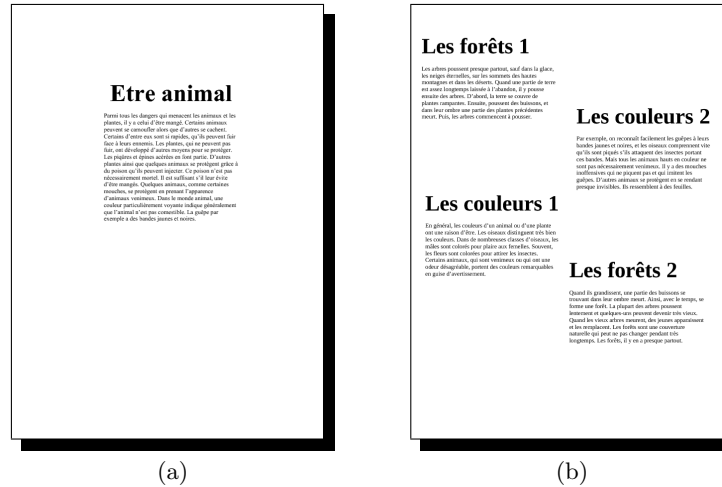 Etre animal
Parmi tous les dangers qui menacent les animaux et les
plantes, il y a celui d'être mangé. Certains animaux
peuvent se camoufler alors que d'autres se cachent.
Certains d'entre eux sont si rapides, qu'ils peuvent fuir
face à leurs ennemis. Les plantes, qui ne peuvent pas
fuir, ont développé d'autres moyens pour se protéger.
Les piqûres et épines acérées en font partie. D'autres
plantes ainsi que quelques animaux se protègent grâce à
du poison qu'ils peuvent injecter. Ce poison n'est pas
nécessairement mortel. Il est suffisant s'il leur évite
d'être mangés. Quelques animaux, comme certaines
mouches, se protègent en prenant l'apparence
d'animaux venimeux. Dans le monde animal, une
couleur particulièrement voyante indique généralement
que l'animal n'est pas comestible. La guêpe par
exemple a des bandes jaunes et noires.
(a)
Les forêts 1
Les arbres poussent presque partout, sauf dans la glace,
les neiges éternelles, sur les sommets des hautes
montagnes et dans les déserts. Quand une partie de terre
est assez longtemps laissée à l'abandon, il y pousse
ensuite des arbres. D'abord, la terre se couvre de
plantes rampantes. Ensuite, poussent des buissons, et
dans leur ombre une partie des plantes précédentes
meurt. Puis, les arbres commencent à pousser.
Les couleurs 2
Par exemple, on reconnaît facilement les guêpes à leurs
bandes jaunes et noires, et les oiseaux comprennent vite
qu'ils sont piqués s'ils attaquent des insectes portant
ces bandes. Mais tous les animaux hauts en couleur ne
sont pas nécessairement venimeux. Il y a des mouches
inoffensives qui ne piquent pas et qui imitent les
guêpes. D'autres animaux se protègent en se rendant
presque invisibles. Ils ressemblent à des feuilles.
Les couleurs 1
En général, les couleurs d'un animal ou d'une plante
ont une raison d'être. Les oiseaux distinguent très bien
les couleurs. Dans de nombreuses classes d'oiseaux, les
mâles sont colorés pour plaire aux femelles. Souvent,
les fleurs sont colorées pour attirer les insectes.
Certains animaux, qui sont venimeux ou qui ont une
odeur désagréable, portent des couleurs remarquables
en guise d'avertissement.
Les forêts 2
Quand ils grandissent, une partie des buissons se
trouvant dans leur ombre meurt. Ainsi, avec le temps, se
forme une forêt. La plupart des arbres poussent
lentement et quelques-uns peuvent devenir très vieux.
Quand les vieux arbres meurent, des jeunes apparaissent
et les remplacent. Les forêts sont une couverture
naturelle qui peut ne pas changer pendant très
longtemps. Les forêts, il y en a presque partout.
(b)